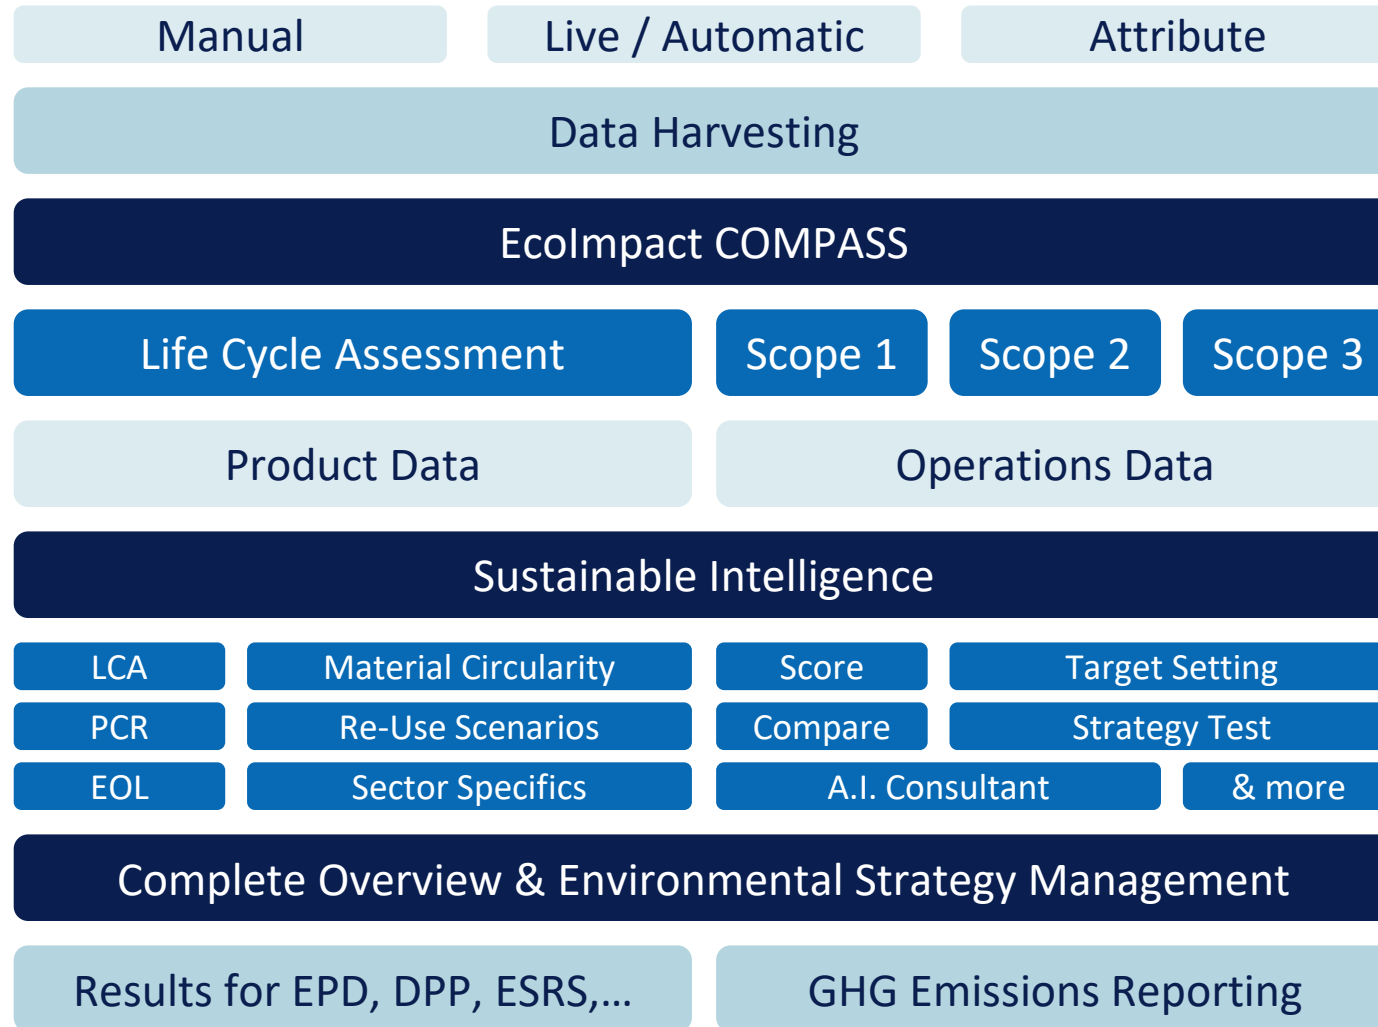 Manual
Live / Automatic
Attribute
Data Harvesting
EcoImpact COMPASS
Life Cycle Assessment
Scope 1
Scope 2
Scope 3
Product Data
Operations Data
Sustainable Intelligence
LCA
Material Circularity
Score
Target Setting
PCR
Re-Use Scenarios
Compare
Strategy Test
EOL
Sector Specifics
A.I. Consultant
& more
Complete Overview & Environmental Strategy Management
Results for EPD, DPP, ESRS,...
GHG Emissions Reporting